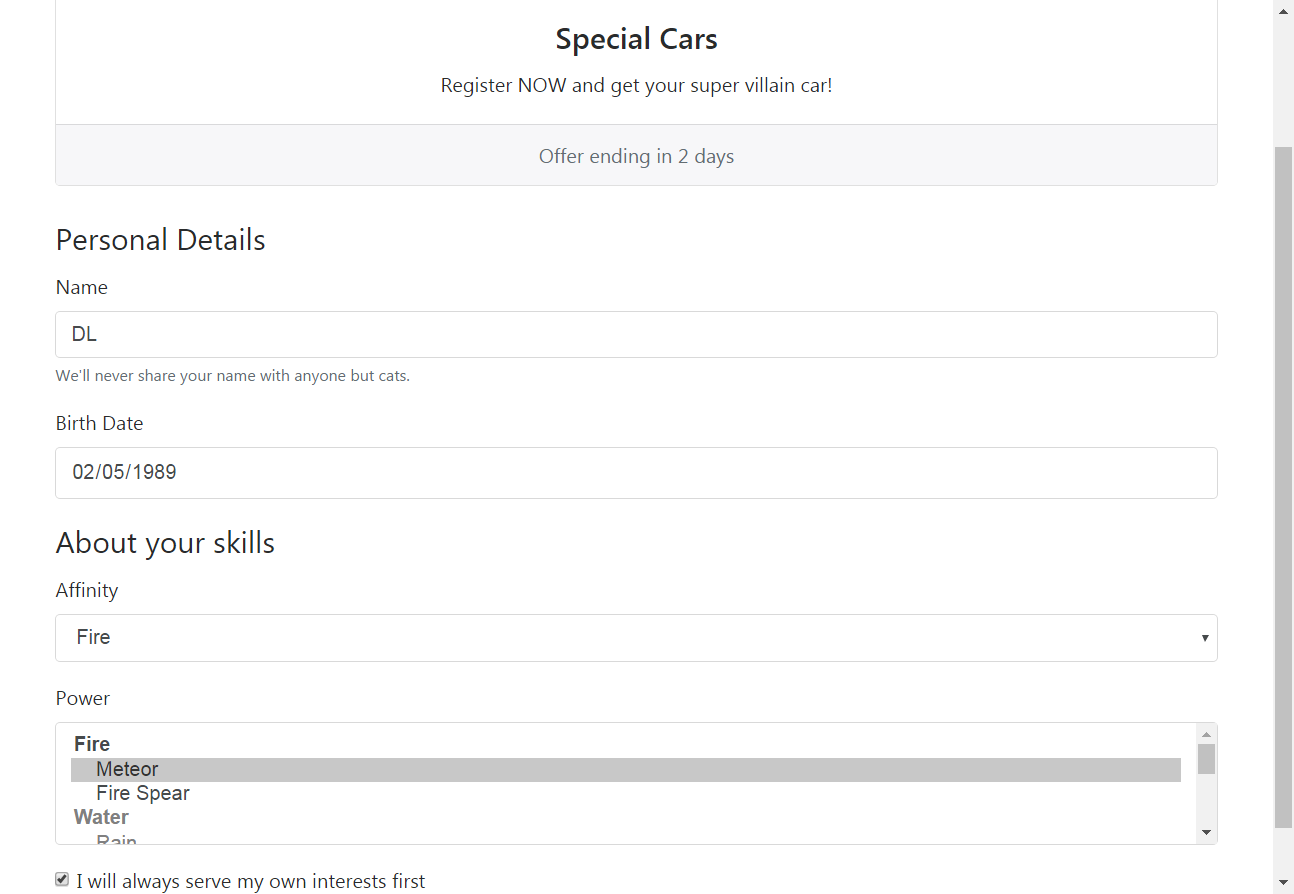 Special Cars
Register NOW and get your super villain car!
Offer ending in 2 days
Personal Details
Name
DL
We'll never share your name with anyone but cats.
Birth Date
02/05/1989
About your skills
Affinity
Fire
Power
Fire
Meteor
Fire Spear
Water
Rain
I will always serve my own interests first